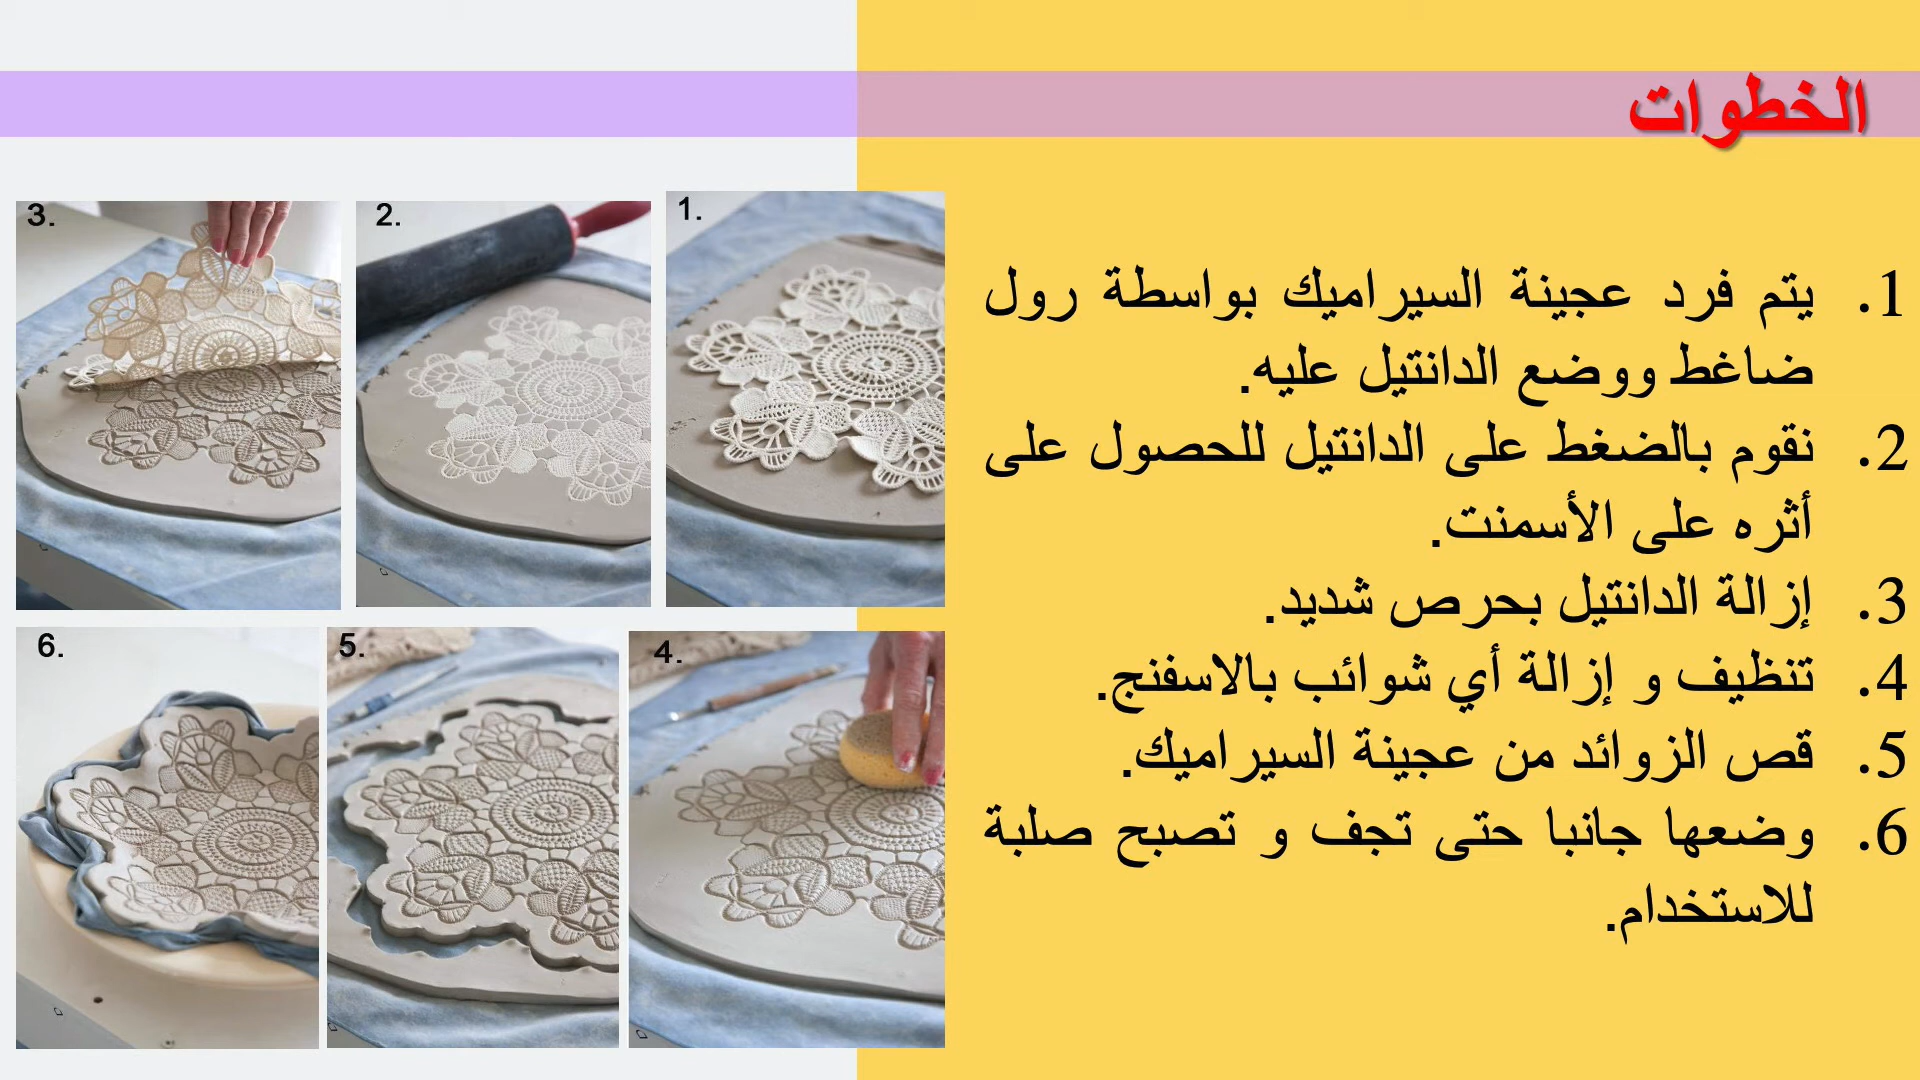 الخطوات
1. يتم فرد عجينة السيراميك بواسطة رول
ضاغط ووضع الدانتيل عليه.
2. نقوم بالضغط على الدانتيل للحصول على
أثره على الأسمنت.
3. إزالة الدانتيل بحرص شديد.
4. تنظيف و إزالة أي شوائب بالاسفنج.
5. قص الزوائد من عجينة السيراميك.
6. وضعها جانبا حتى تجف و تصبح صلبة
للاستخدام.
1.
2.
3.
4.
5.
6.